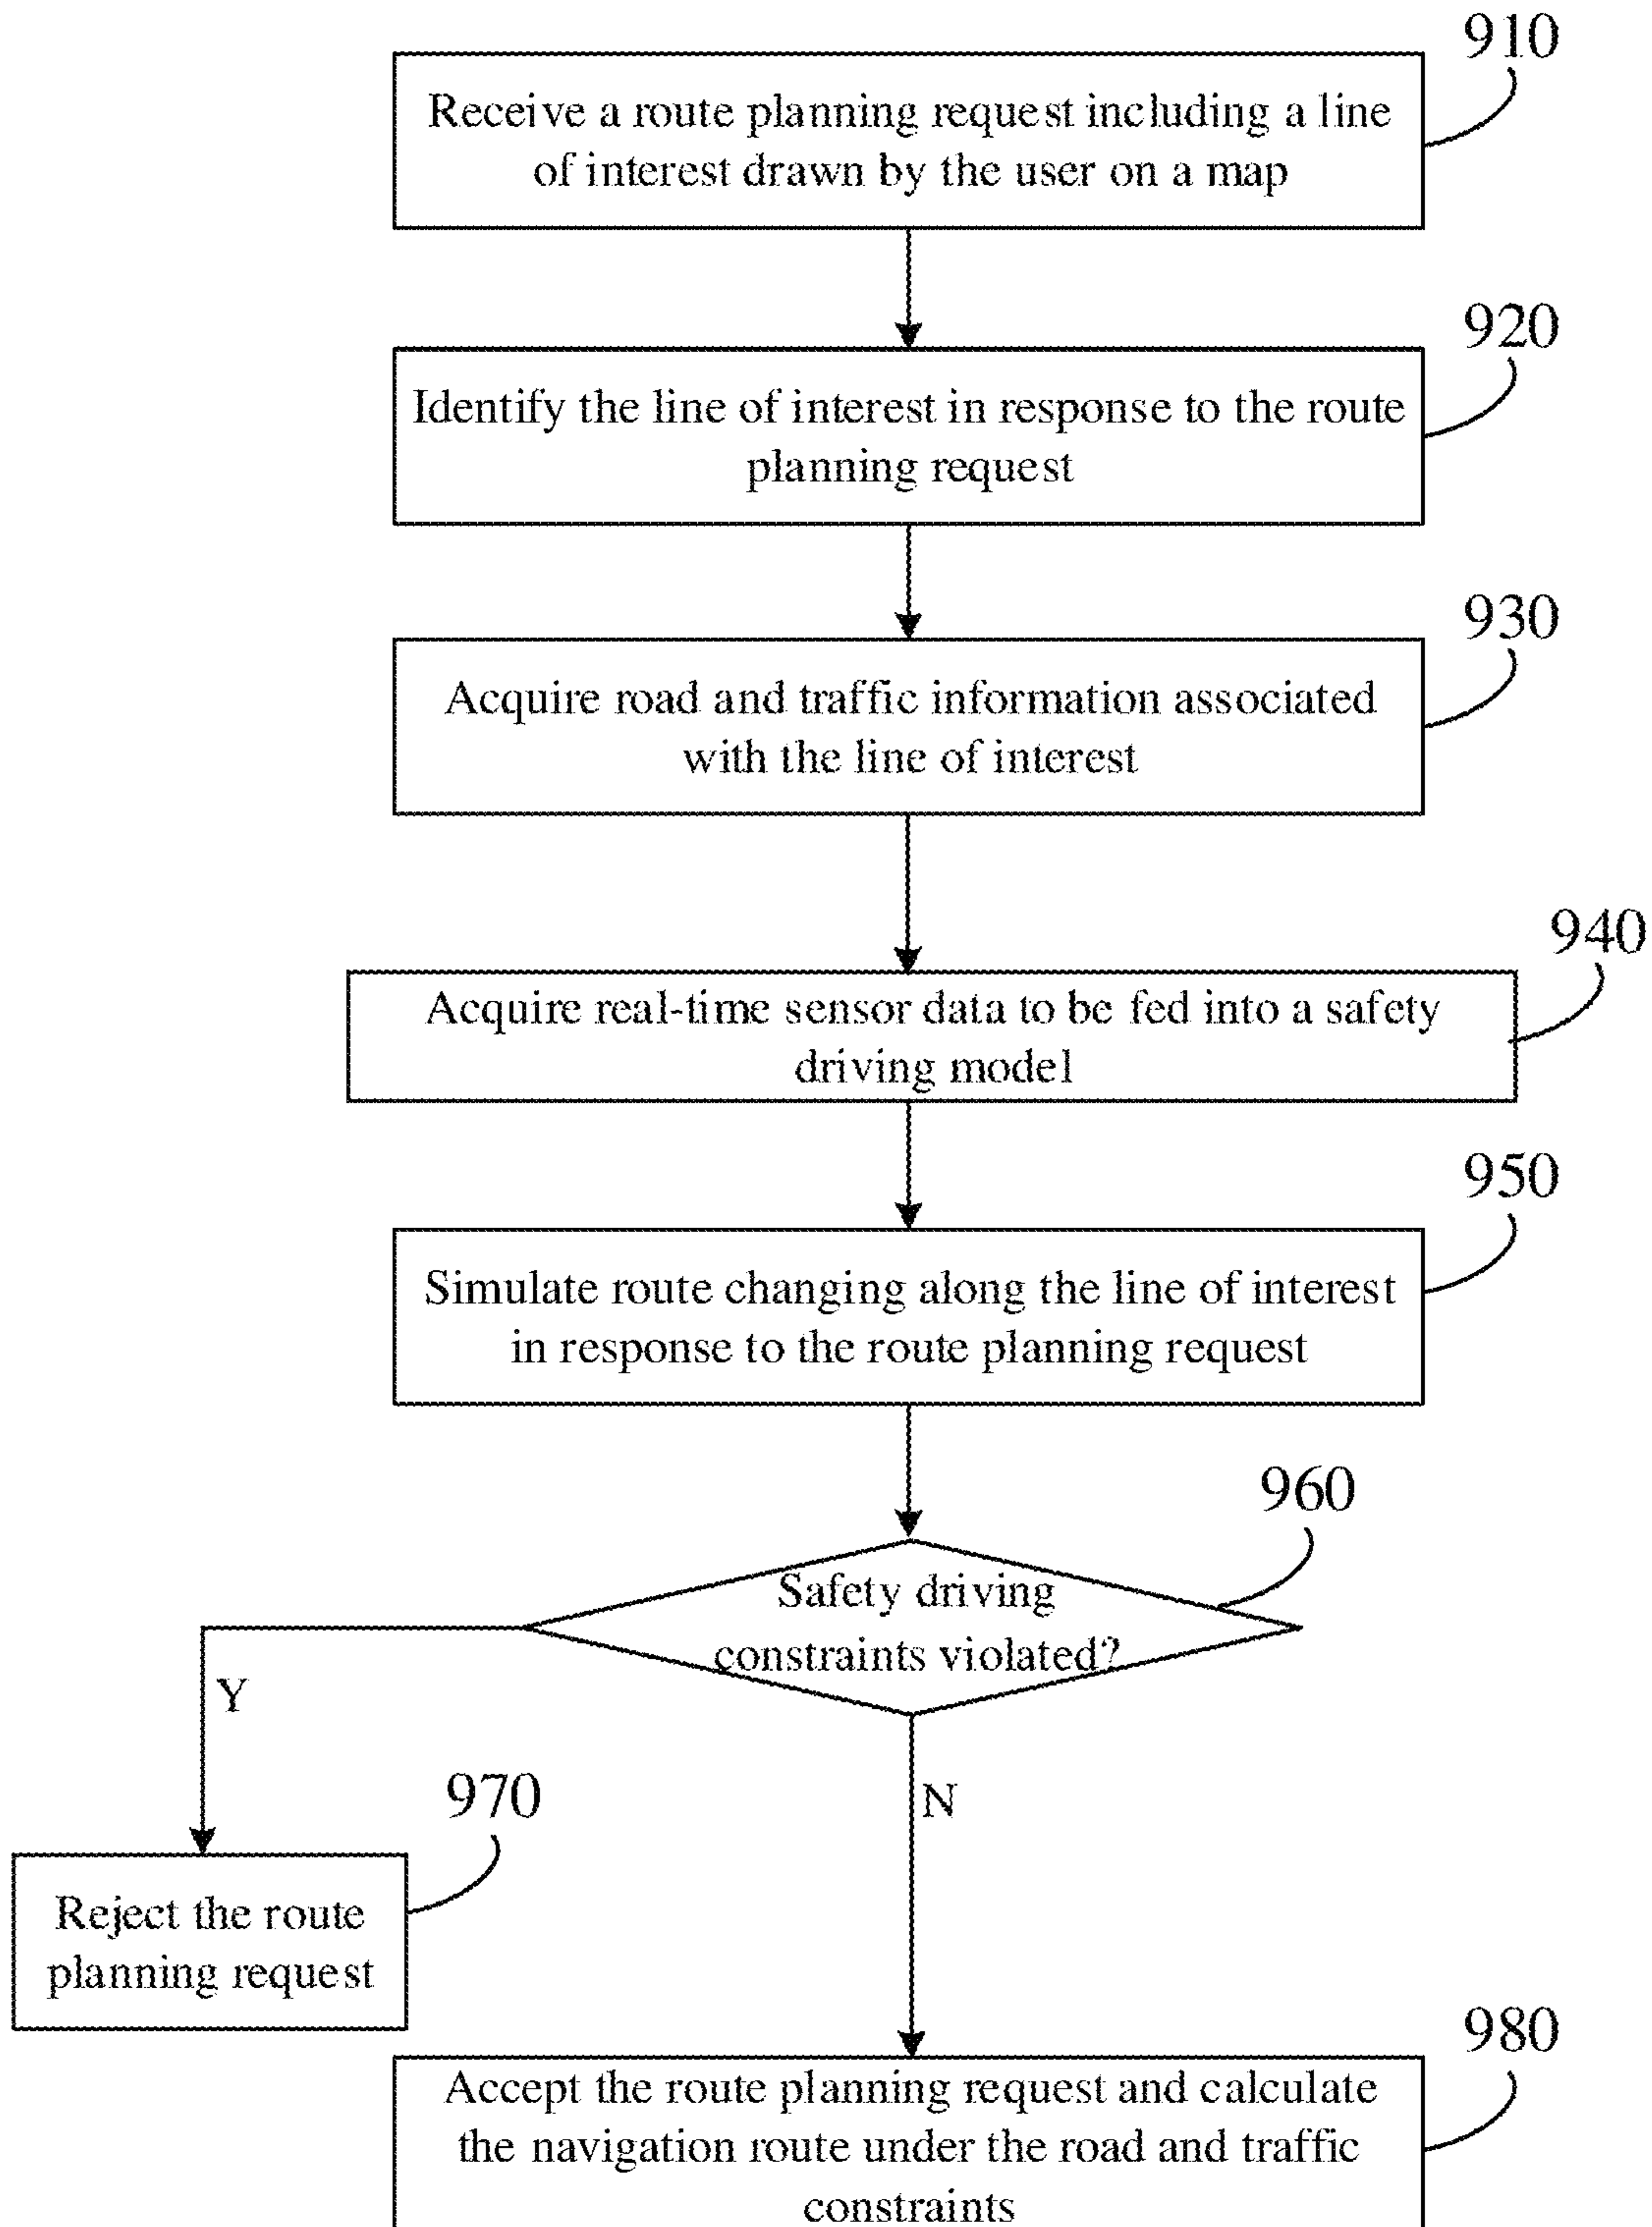 910
Receive a route planning request including a line
of interest drawn by the user on a map
920
Identify the line of interest in response to the route
planning request
930
Acquire road and traffic information associated
with the line of interest
940
Acquire real-time sensor data to be fed into a safety
driving model
950
Simulate route changing along the line of interest
in response to the route planning request
960
Safety driving
constraints violated?
Y
N
970
Reject the route
planning request
980
Accept the route planning request and calculate
the navigation route under the road and traffic
constraints